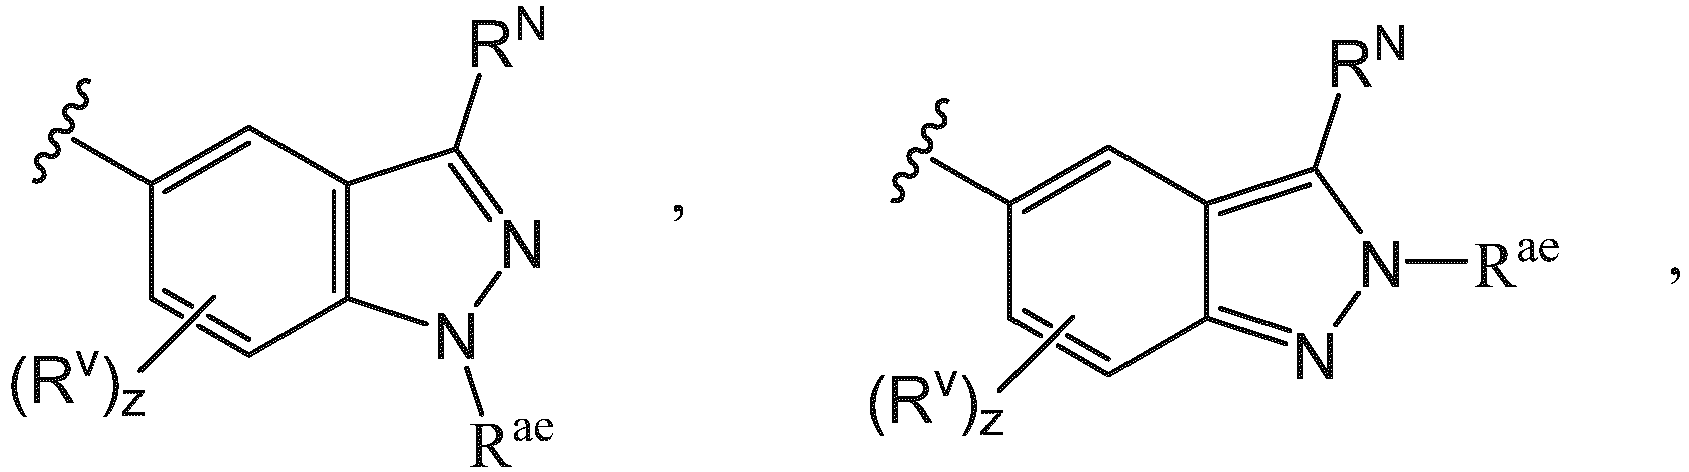 R^N R^N
N , N—R^ae ,
N N
(R^v)_z (R^v)_z
R^ae